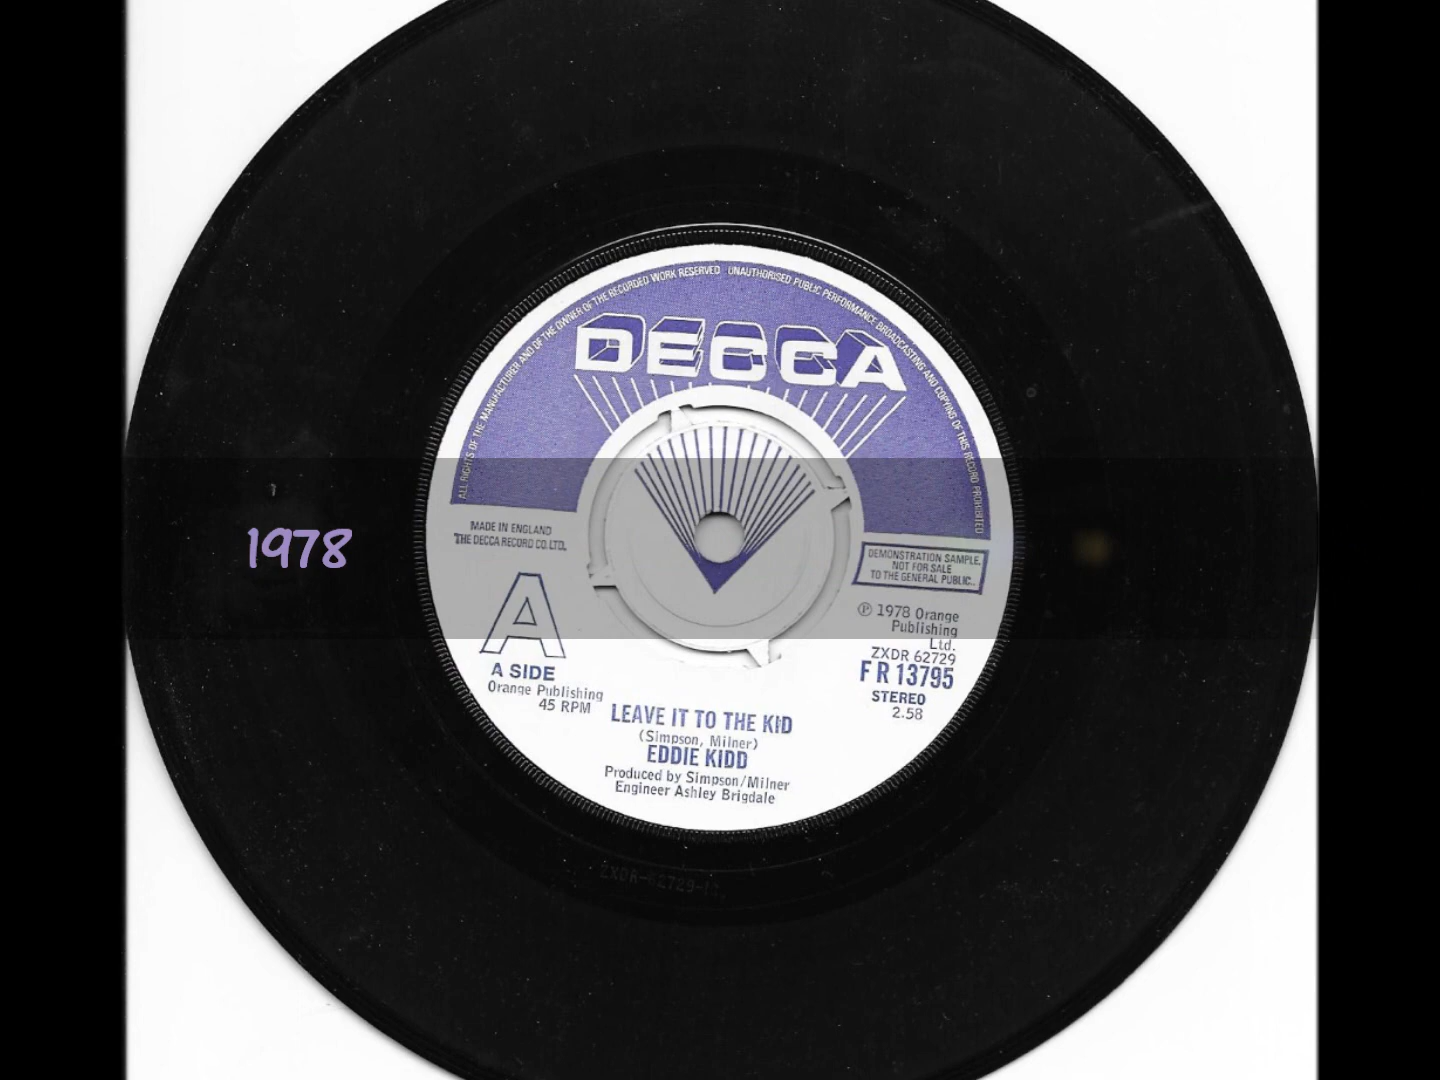 ALL RIGHTS OF THE MANUFACTURER AND OF THE OWNER OF THE RECORDED WORK RESERVED UNAUTHORISED PUBLIC PERFORMANCE BROADCASTING AND COPYING OF THIS RECORD PROHIBITED
DECCA
MADE IN ENGLAND
THE DECCA RECORD CO. LTD.
1978
DEMONSTRATION SAMPLE.
NOT FOR SALE
TO THE GENERAL PUBLIC..
A
℗ 1978 Orange
Publishing
Ltd.
ZXDR 62729
F R 13795
STEREO
2.58
A SIDE
Orange Publishing
45 RPM
LEAVE IT TO THE KID
(Simpson, Milner)
EDDIE KIDD
Produced by Simpson/Milner
Engineer Ashley Brigdale